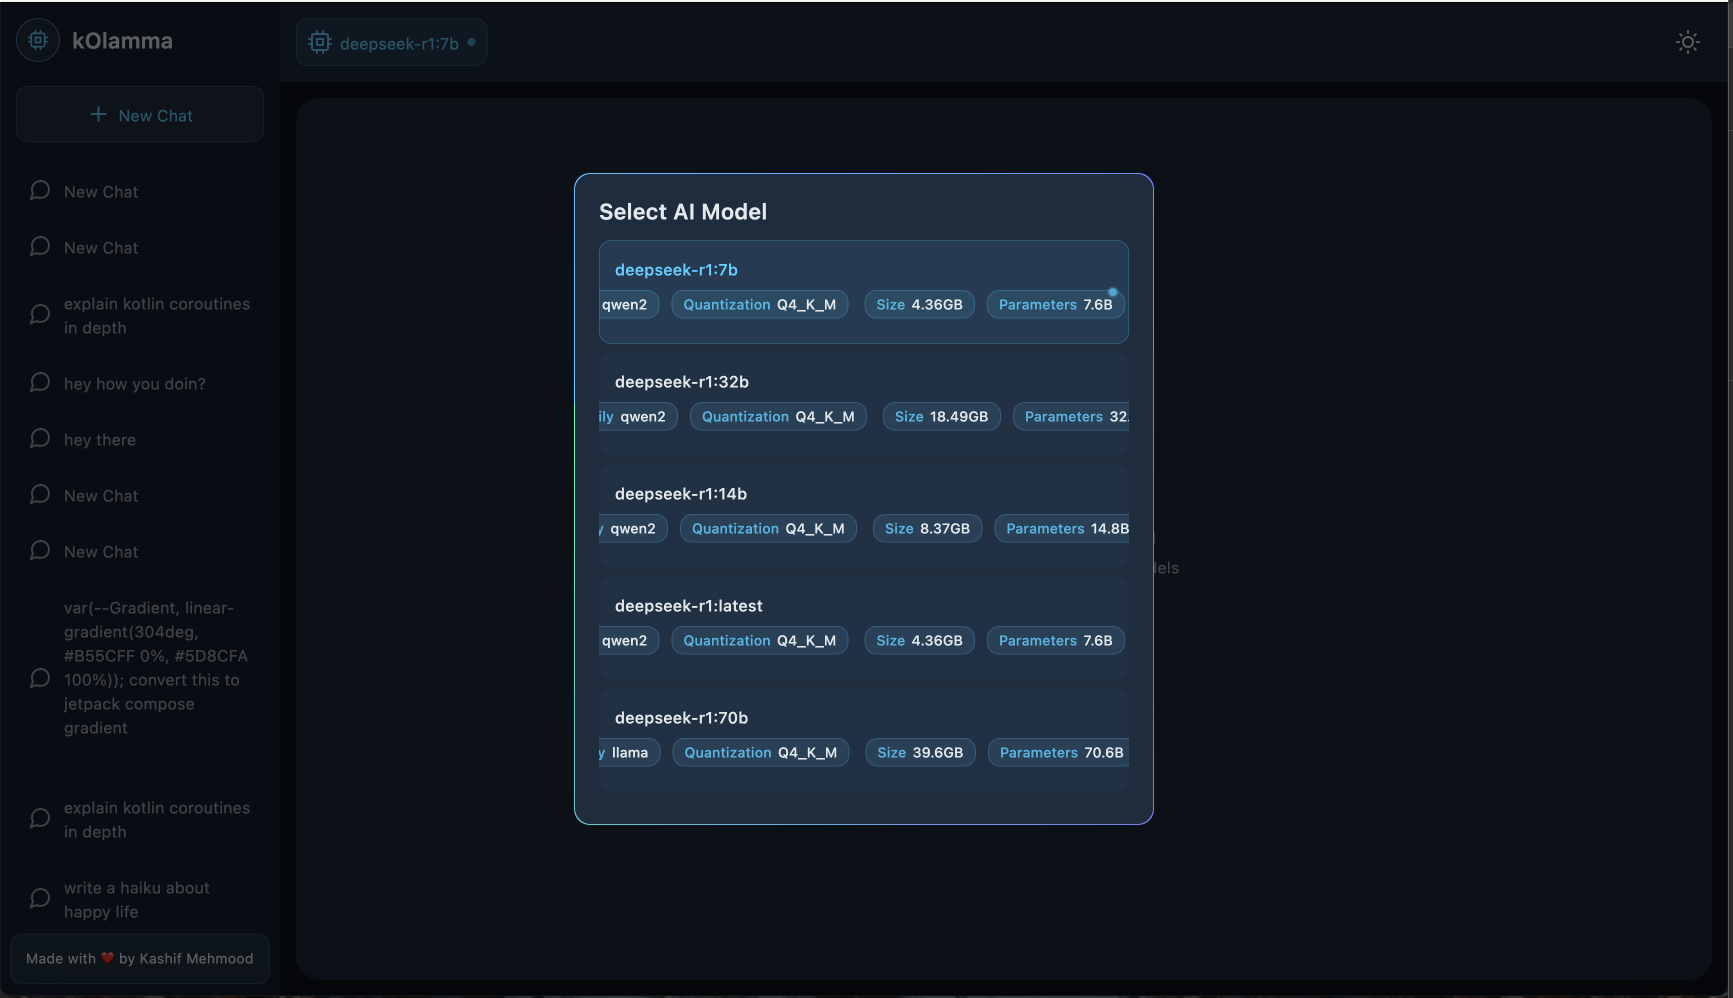 kOlamma
deepseek-r1:7b
New Chat
New Chat
New Chat
explain kotlin coroutines
in depth
hey how you doin?
hey there
New Chat
New Chat
var(--Gradient, linear-
gradient(304deg,
#B55CFF 0%, #5D8CFA
100%)); convert this to
jetpack compose
gradient
explain kotlin coroutines
in depth
write a haiku about
happy life
Made with ❤️ by Kashif Mehmood
Select AI Model
deepseek-r1:7b
qwen2 Quantization Q4_K_M Size 4.36GB Parameters 7.6B
deepseek-r1:32b
ily qwen2 Quantization Q4_K_M Size 18.49GB Parameters 32.
deepseek-r1:14b
y qwen2 Quantization Q4_K_M Size 8.37GB Parameters 14.8B
deepseek-r1:latest
qwen2 Quantization Q4_K_M Size 4.36GB Parameters 7.6B
deepseek-r1:70b
y llama Quantization Q4_K_M Size 39.6GB Parameters 70.6B
dels